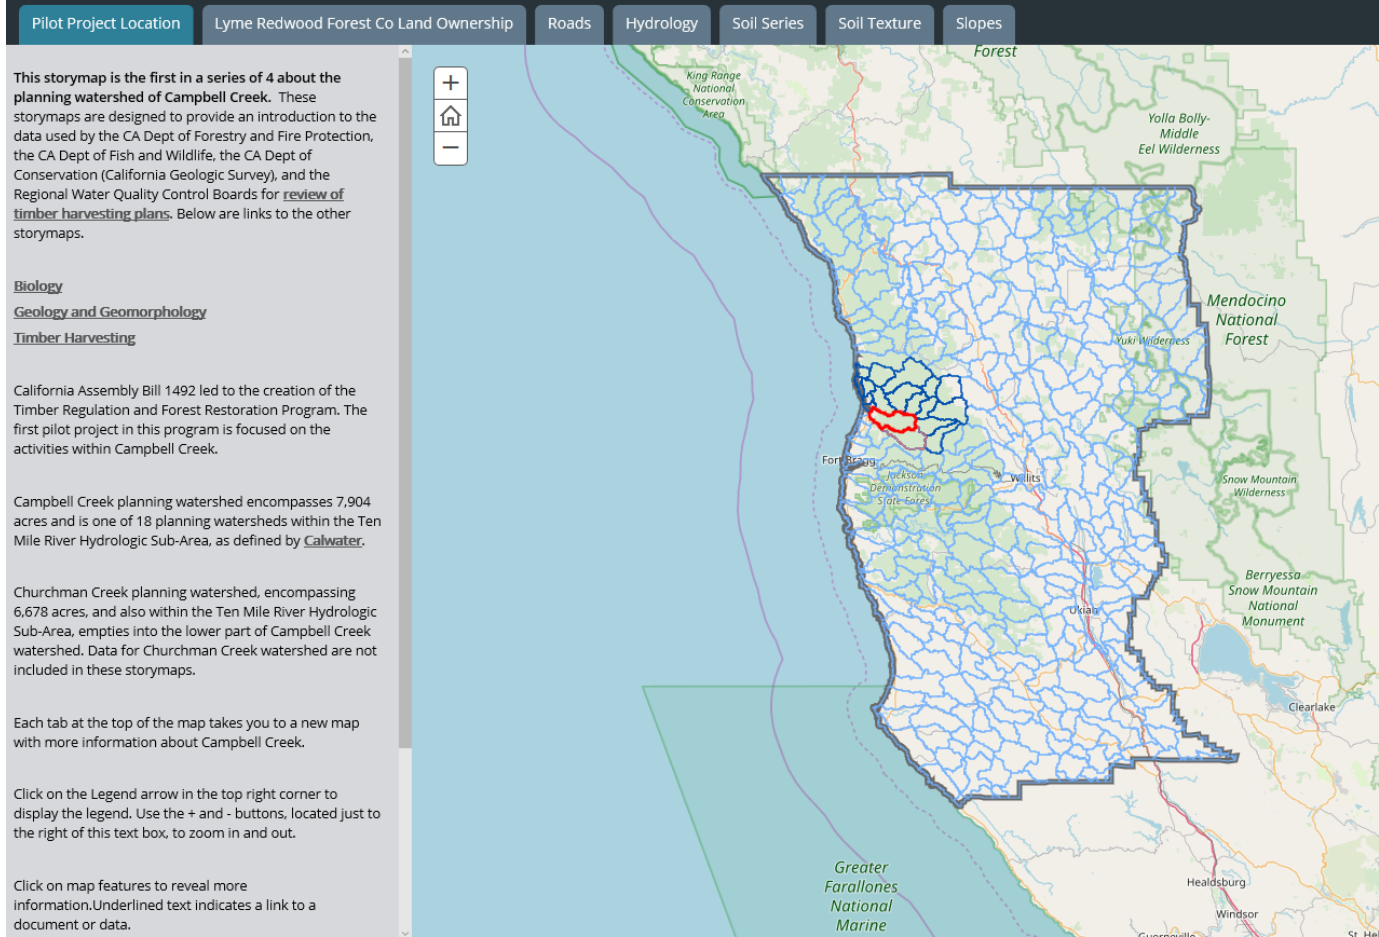 Pilot Project Location
Lyme Redwood Forest Co Land Ownership
Roads
Hydrology
Soil Series
Soil Texture
Slopes
This storymap is the first in a series of 4 about the
planning watershed of Campbell Creek.  These
storymaps are designed to provide an introduction to the
data used by the CA Dept of Forestry and Fire Protection,
the CA Dept of Fish and Wildlife, the CA Dept of
Conservation (California Geologic Survey), and the
Regional Water Quality Control Boards for review of
timber harvesting plans. Below are links to the other
storymaps.
Biology
Geology and Geomorphology
Timber Harvesting
California Assembly Bill 1492 led to the creation of the
Timber Regulation and Forest Restoration Program. The
first pilot project in this program is focused on the
activities within Campbell Creek.
Campbell Creek planning watershed encompasses 7,904
acres and is one of 18 planning watersheds within the Ten
Mile River Hydrologic Sub-Area, as defined by Calwater.
Churchman Creek planning watershed, encompassing
6,678 acres, and also within the Ten Mile River Hydrologic
Sub-Area, empties into the lower part of Campbell Creek
watershed. Data for Churchman Creek watershed are not
included in these storymaps.
Each tab at the top of the map takes you to a new map
with more information about Campbell Creek.
Click on the Legend arrow in the top right corner to
display the legend. Use the + and - buttons, located just to
the right of this text box, to zoom in and out.
Click on map features to reveal more
information.Underlined text indicates a link to a
document or data.
+
−
Forest
King Range
National
Conservation
Area
Yolla Bolly-
Middle
Eel Wilderness
Mendocino
National
Forest
Yuki Wilderness
Fort Bragg
Jackson
Demonstration
State Forest
Willits
Snow Mountain
Wilderness
Berryessa
Snow Mountain
National
Monument
Ukiah
Clearlake
Greater
Farallones
National
Marine
Healdsburg
Windsor
Guerneville
St. Hel